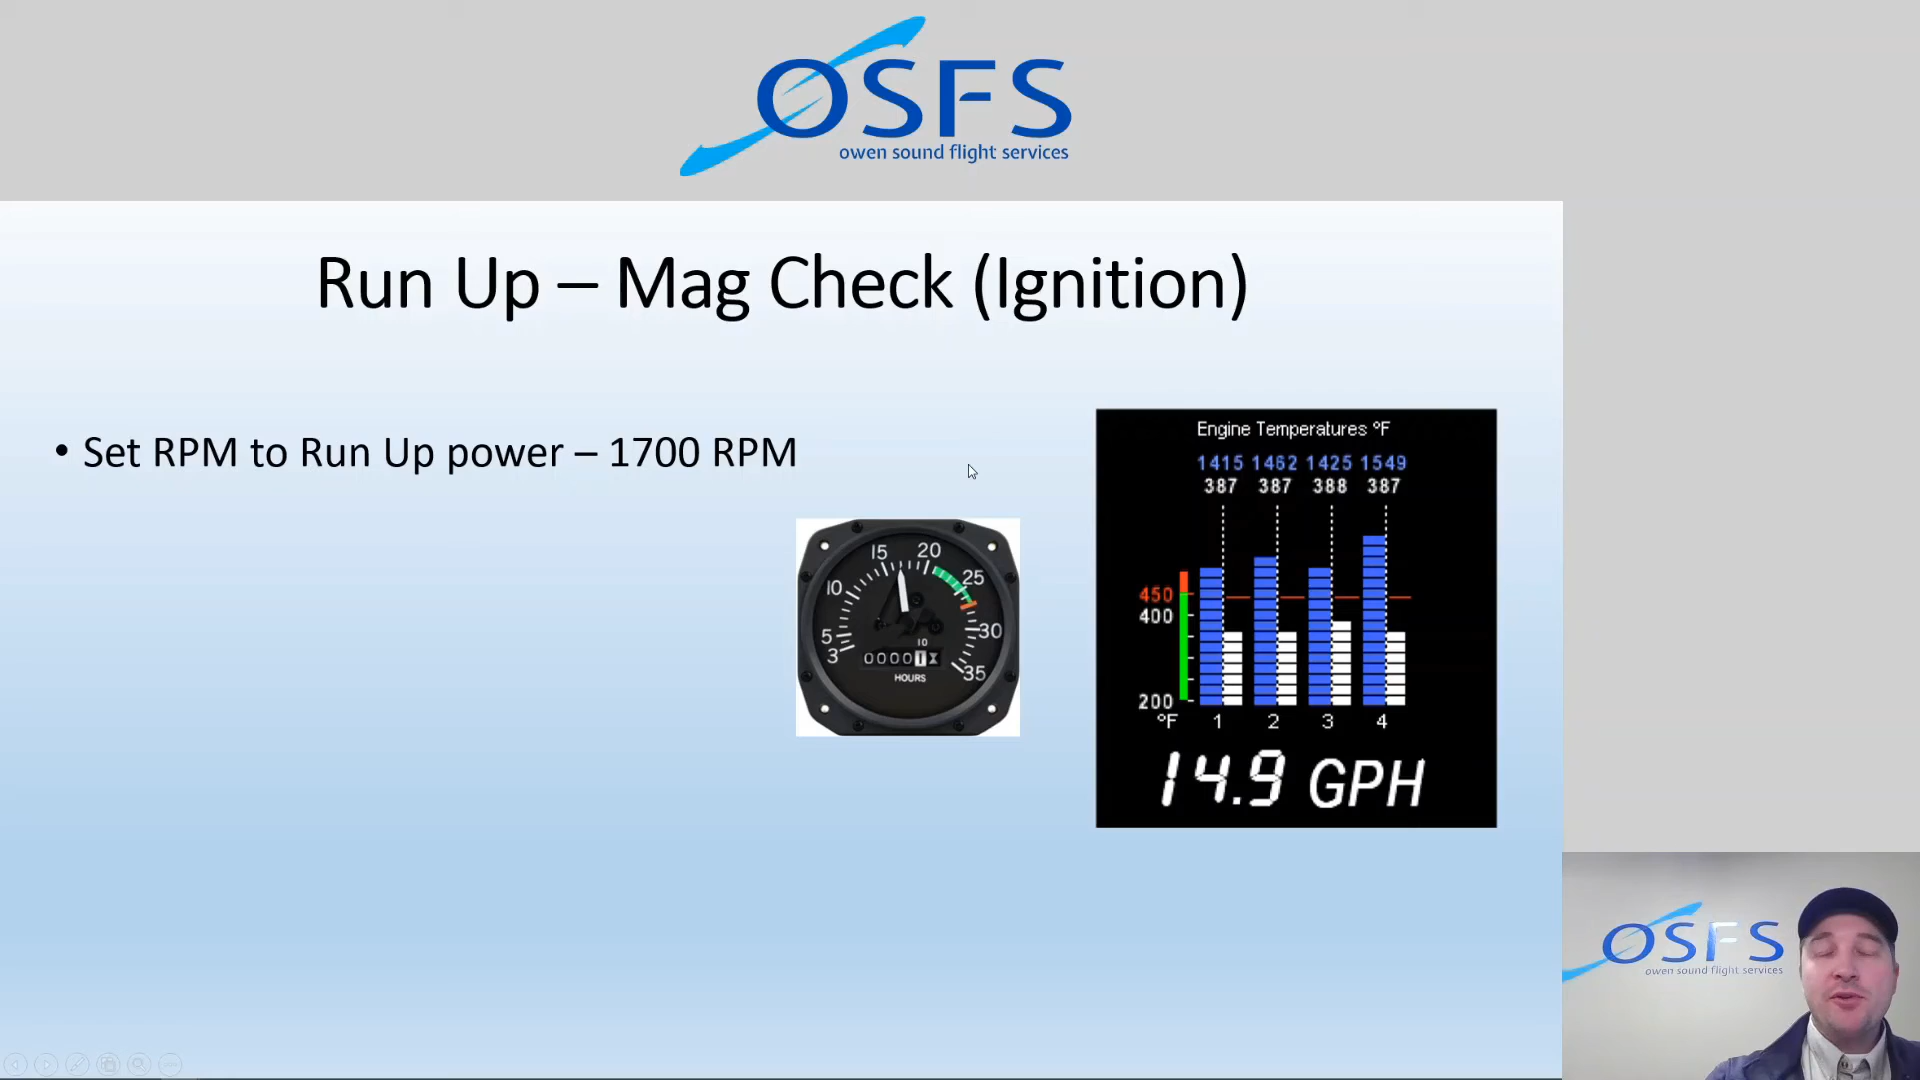 OSFS
owen sound flight services
Run Up – Mag Check (Ignition)
• Set RPM to Run Up power – 1700 RPM
3 5 10 15 20 25 30 35
10
0000
HOURS
Engine Temperatures °F
1415 1462 1425 1549
387 387 388 387
450
400
200
°F 1 2 3 4
14.9 GPH
OSFS
owen sound flight services